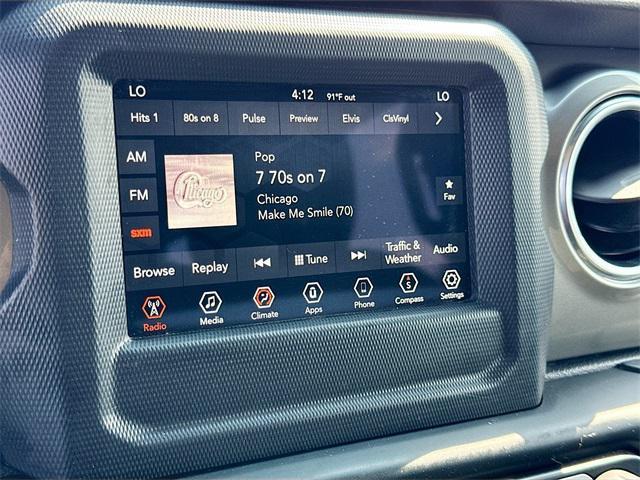 LO 4:12 91°F out LO
Hits 1 80s on 8 Pulse Preview Elvis ClsVinyl
AM
FM
sxm
Chicago
Pop
7 70s on 7
Chicago
Make Me Smile (70)
Fav
Browse Replay Tune Traffic & Weather Audio
Radio Media Climate Apps Phone Compass Settings
S